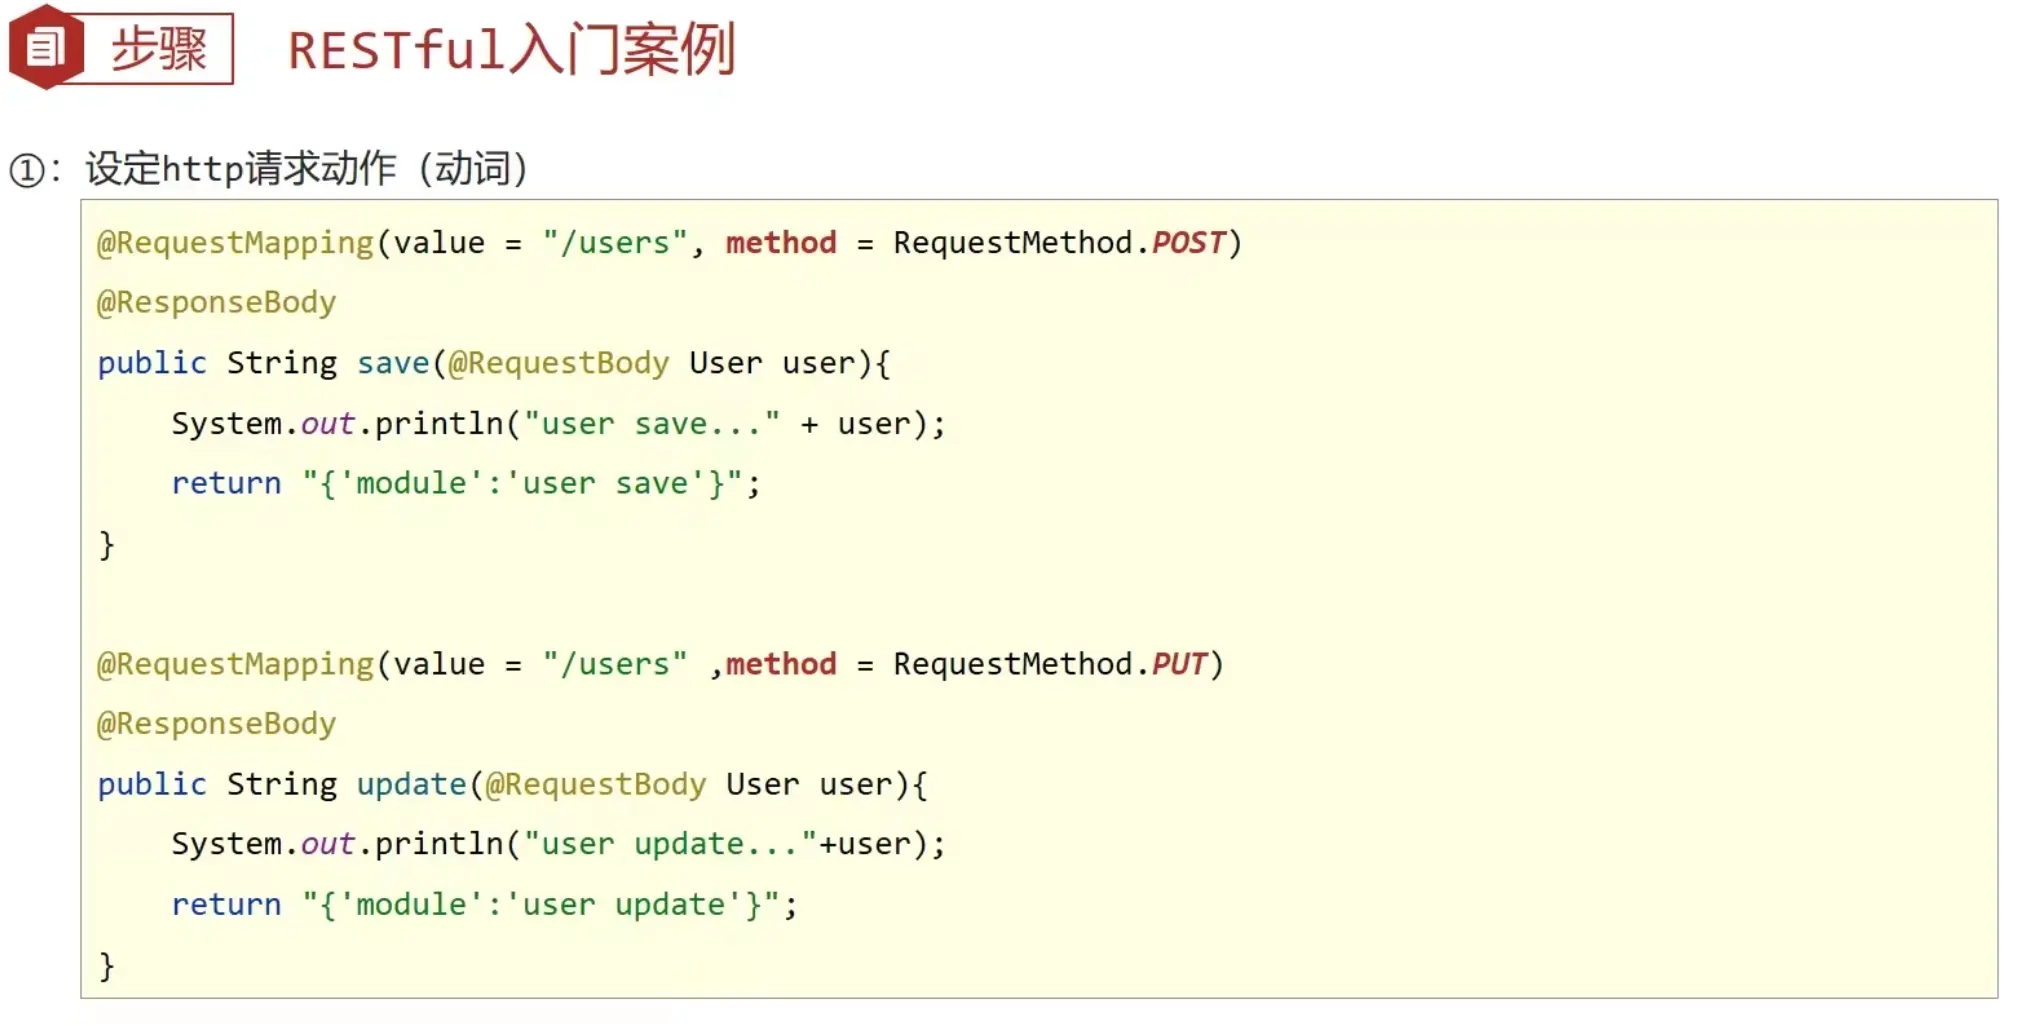 步骤 RESTful入门案例
①：设定http请求动作（动词）
@RequestMapping(value = "/users", method = RequestMethod.POST)
@ResponseBody
public String save(@RequestBody User user){
    System.out.println("user save..." + user);
    return "{'module':'user save'}";
}
@RequestMapping(value = "/users" ,method = RequestMethod.PUT)
@ResponseBody
public String update(@RequestBody User user){
    System.out.println("user update..."+user);
    return "{'module':'user update'}";
}